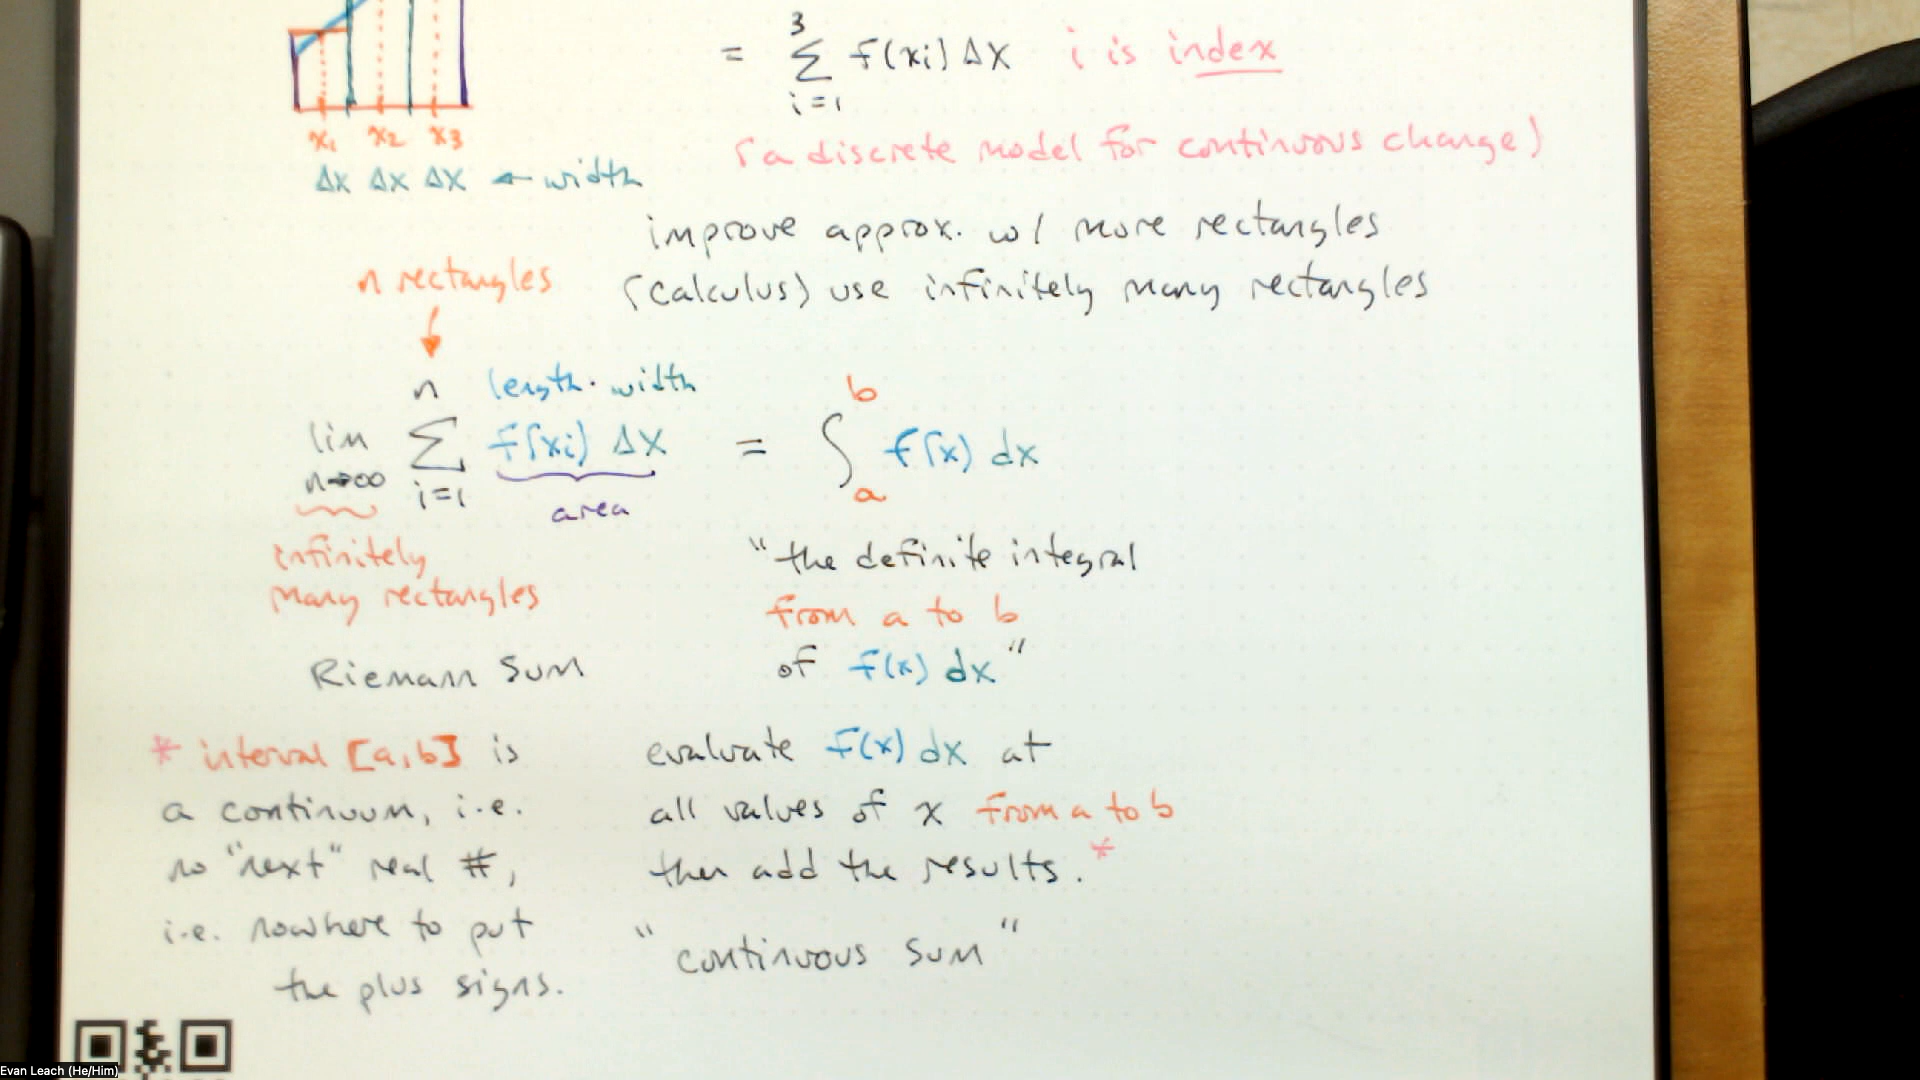 = 3 Σ i=1 f(xi) Δx i is index
x1 x2 x3
(a discrete model for continuous change)
Δx Δx Δx ← width
improve approx. w/ more rectangles
n rectangles
(calculus) use infinitely many rectangles
length · width
lim n→∞ n Σ i=1 f(xi) Δx = ∫ b a f(x) dx
area
infinitely
many rectangles
"the definite integral
from a to b
of f(x) dx"
Riemann Sum
* interval [a,b] is
a continuum, i.e.
no "next" real #,
i.e. nowhere to put
the plus signs.
evaluate f(x) dx at
all values of x from a to b
then add the results.*
"continuous sum"
Evan Leach (He/Him)